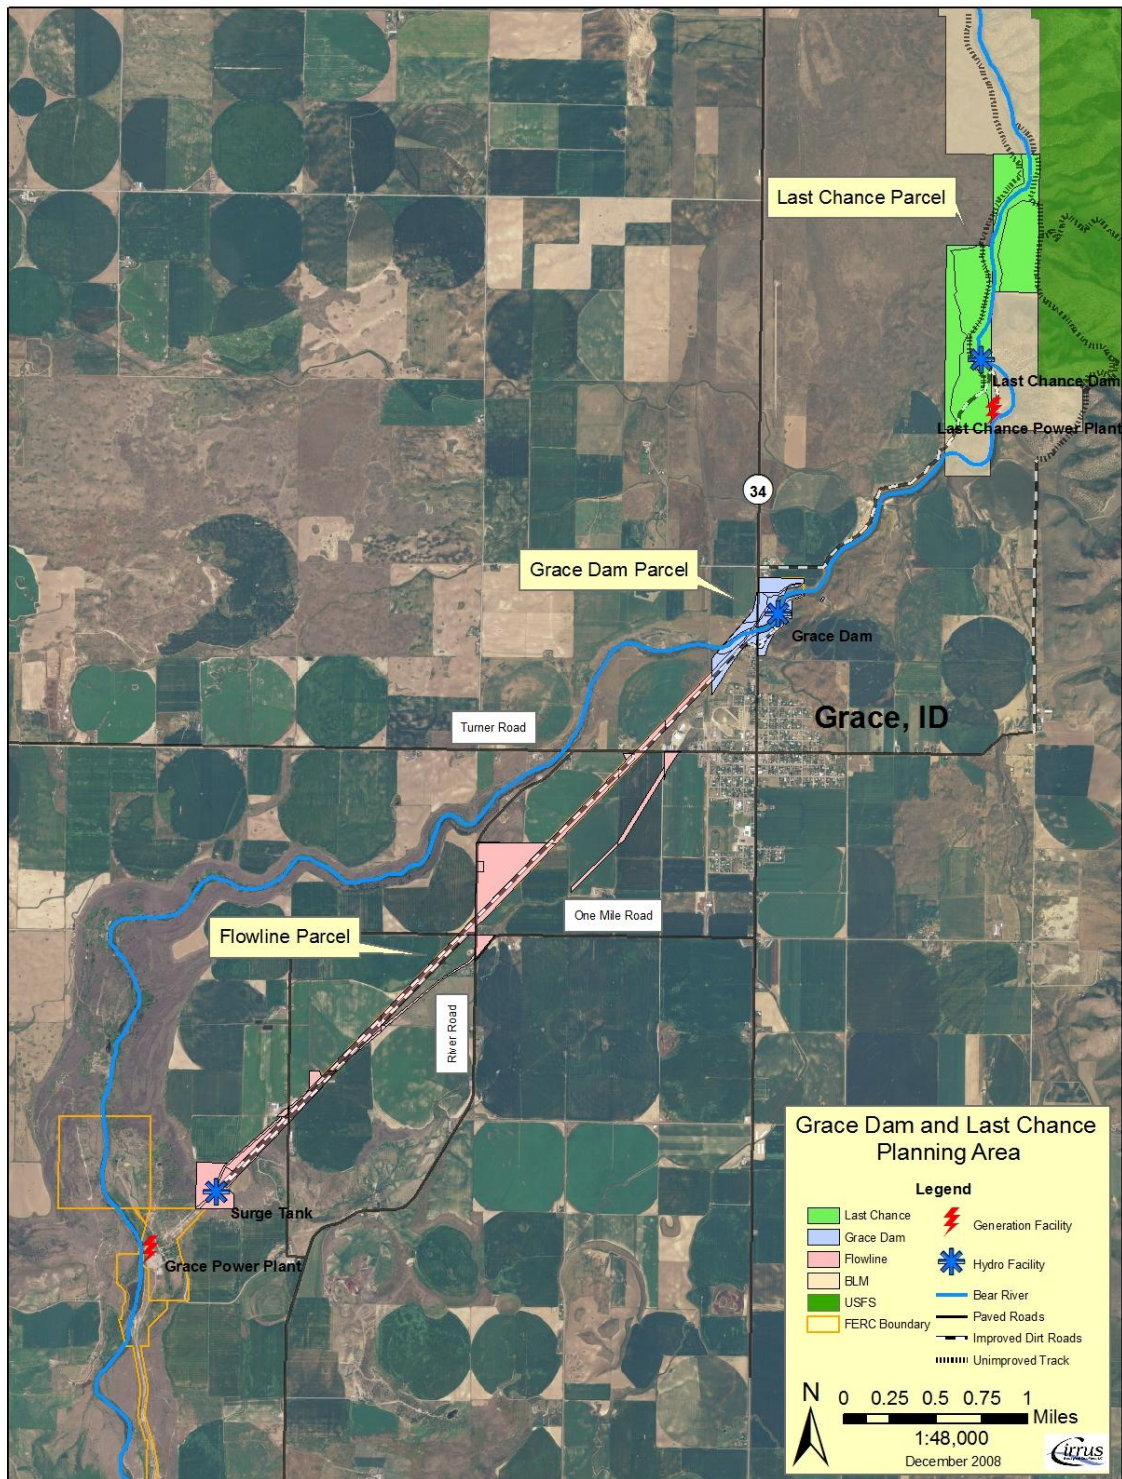 Last Chance Parcel
Last Chance Dam
Last Chance Power Plant
34
Grace Dam Parcel
Grace Dam
Grace, ID
Turner Road
One Mile Road
Flowline Parcel
River Road
Surge Tank
Grace Power Plant
Grace Dam and Last Chance
Planning Area
Legend
Last Chance
Grace Dam
Flowline
BLM
USFS
FERC Boundary
Generation Facility
Hydro Facility
Bear River
Paved Roads
Improved Dirt Roads
Unimproved Track
N
0 0.25 0.5 0.75 1
Miles
1:48,000
December 2008
Cirrus